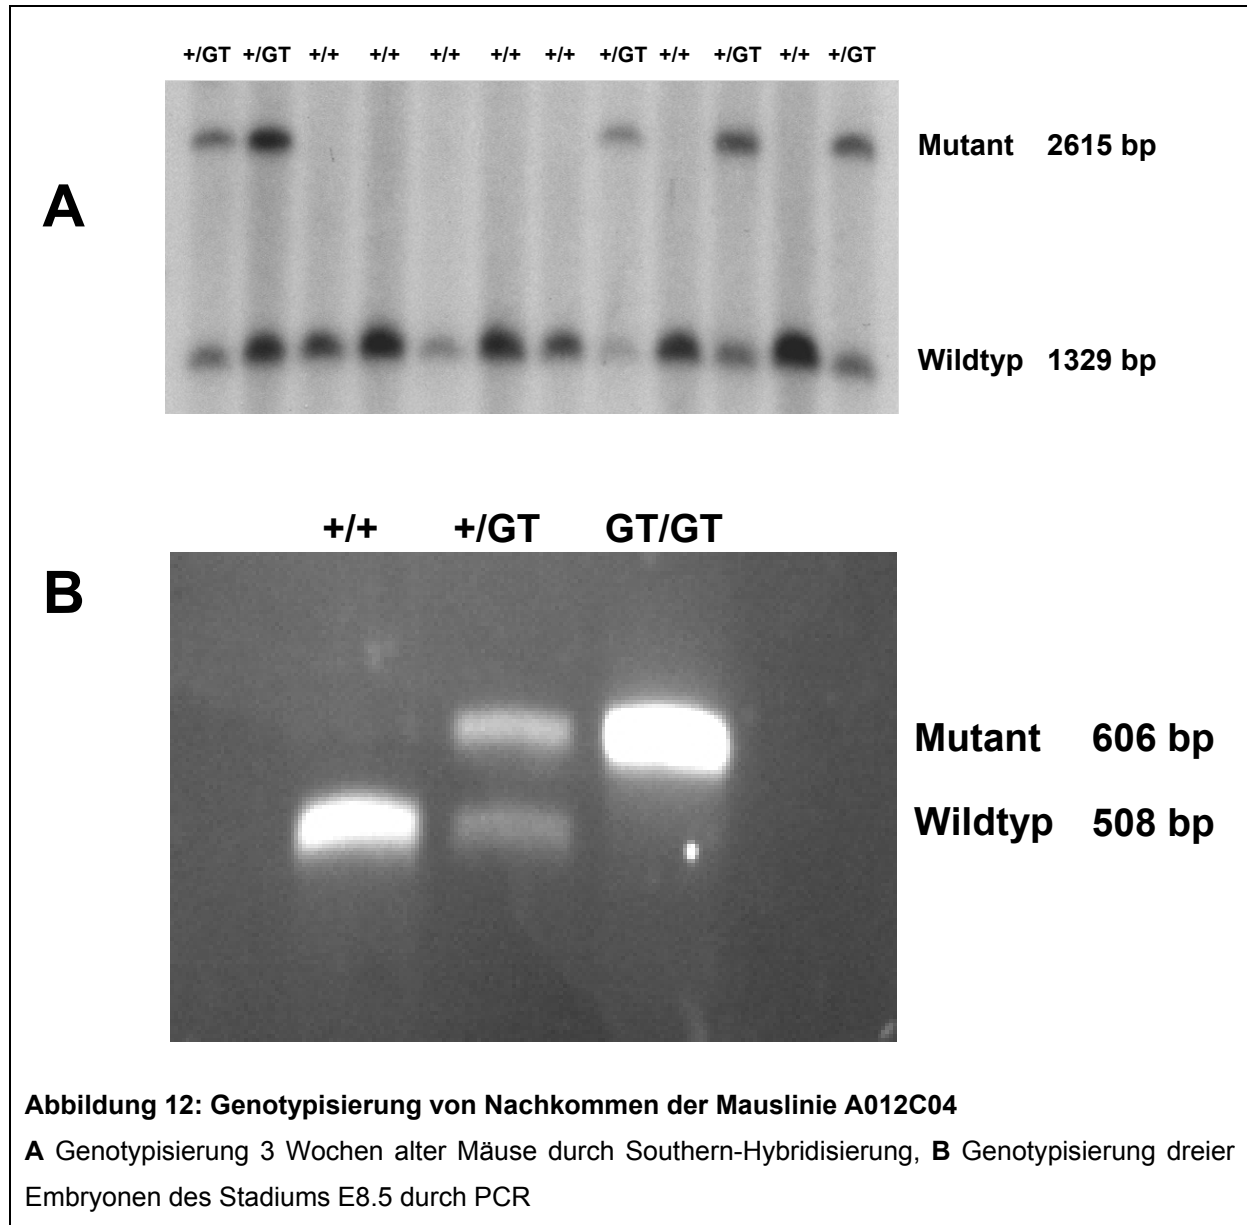 +/GT +/GT +/+ +/+ +/+ +/+ +/+ +/GT +/+ +/GT +/+ +/GT
A
Mutant 2615 bp
Wildtyp 1329 bp
+/+ +/GT GT/GT
B
Mutant 606 bp
Wildtyp 508 bp
Abbildung 12: Genotypisierung von Nachkommen der Mauslinie A012C04
A Genotypisierung 3 Wochen alter Mäuse durch Southern-Hybridisierung, B Genotypisierung dreier
Embryonen des Stadiums E8.5 durch PCR